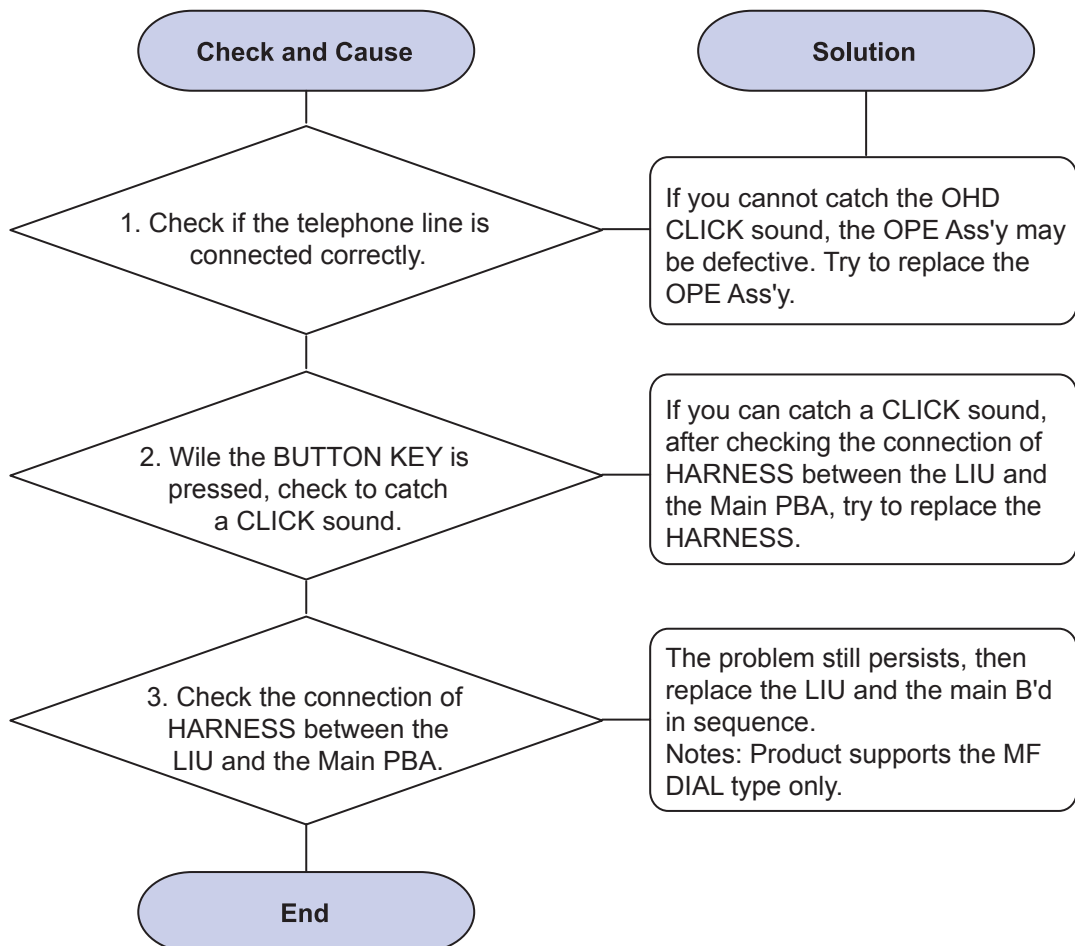 Check and Cause
Solution
1. Check if the telephone line is
connected correctly.
If you cannot catch the OHD
CLICK sound, the OPE Ass'y may
be defective. Try to replace the
OPE Ass'y.
2. Wile the BUTTON KEY is
pressed, check to catch
a CLICK sound.
If you can catch a CLICK sound,
after checking the connection of
HARNESS between the LIU and
the Main PBA, try to replace the
HARNESS.
3. Check the connection of
HARNESS between the
LIU and the Main PBA.
The problem still persists, then
replace the LIU and the main B'd
in sequence.
Notes: Product supports the MF
DIAL type only.
End